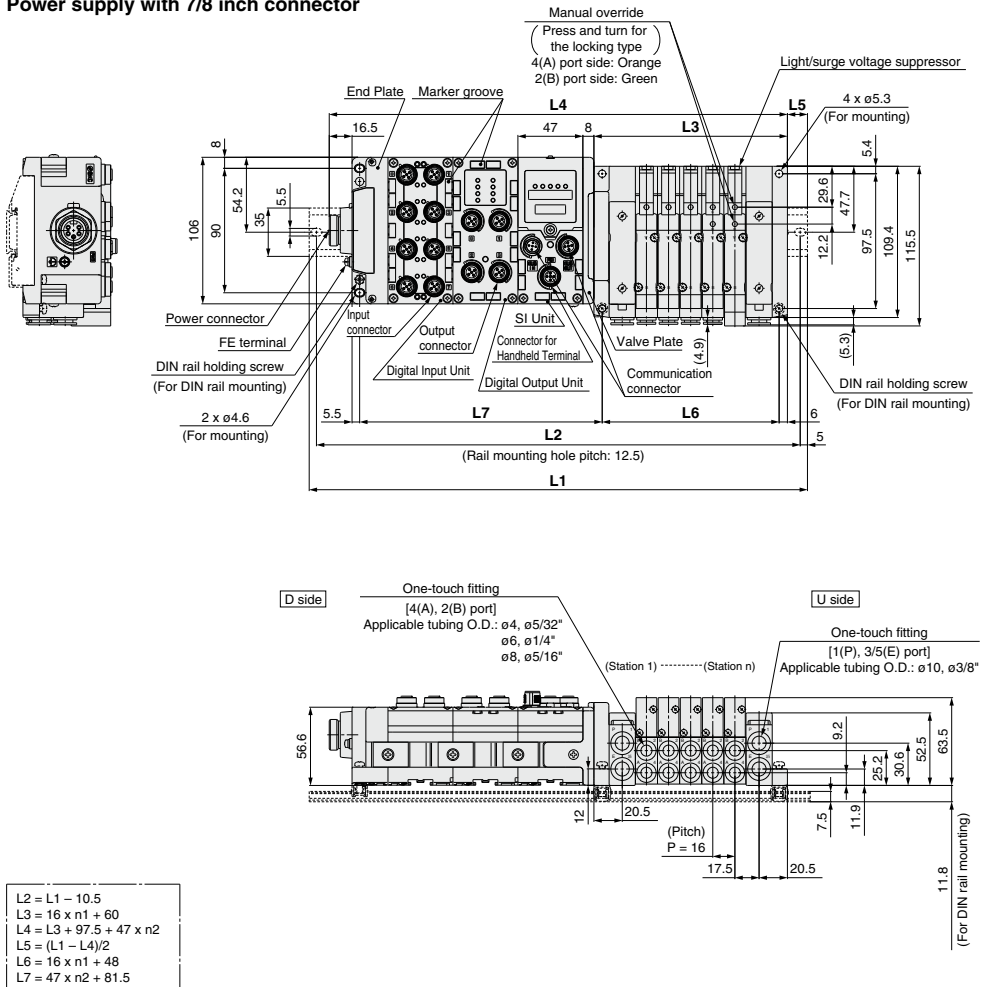 Power supply with 7/8 inch connector
Manual override
Press and turn for
the locking type
4(A) port side: Orange
2(B) port side: Green
Light/surge voltage suppressor
End Plate
Marker groove
L4
L5
4 x ø5.3
(For mounting)
16.5
47
8
L3
8
5.4
54.2
5.5
35
106
90
29.6
47.7
12.2
97.5
109.4
115.5
Power connector
FE terminal
DIN rail holding screw
(For DIN rail mounting)
2 x ø4.6
(For mounting)
Input
connector
Output
connector
Digital Input Unit
SI Unit
Connector for
Handheld Terminal
Digital Output Unit
Valve Plate
(4.9)
Communication
connector
(5.3)
DIN rail holding screw
(For DIN rail mounting)
5.5
L7
L6
6
L2
5
(Rail mounting hole pitch: 12.5)
L1
D side
One-touch fitting
[4(A), 2(B) port]
Applicable tubing O.D.: ø4, ø5/32"
ø6, ø1/4"
ø8, ø5/16"
U side
One-touch fitting
[1(P), 3/5(E) port]
Applicable tubing O.D.: ø10, ø3/8"
(Station 1) ---------- (Station n)
56.6
9.2
25.2
30.6
52.5
63.5
12
20.5
(Pitch)
P = 16
17.5
20.5
7.5
11.9
11.8
(For DIN rail mounting)
L2 = L1 – 10.5
L3 = 16 x n1 + 60
L4 = L3 + 97.5 + 47 x n2
L5 = (L1 – L4)/2
L6 = 16 x n1 + 48
L7 = 47 x n2 + 81.5